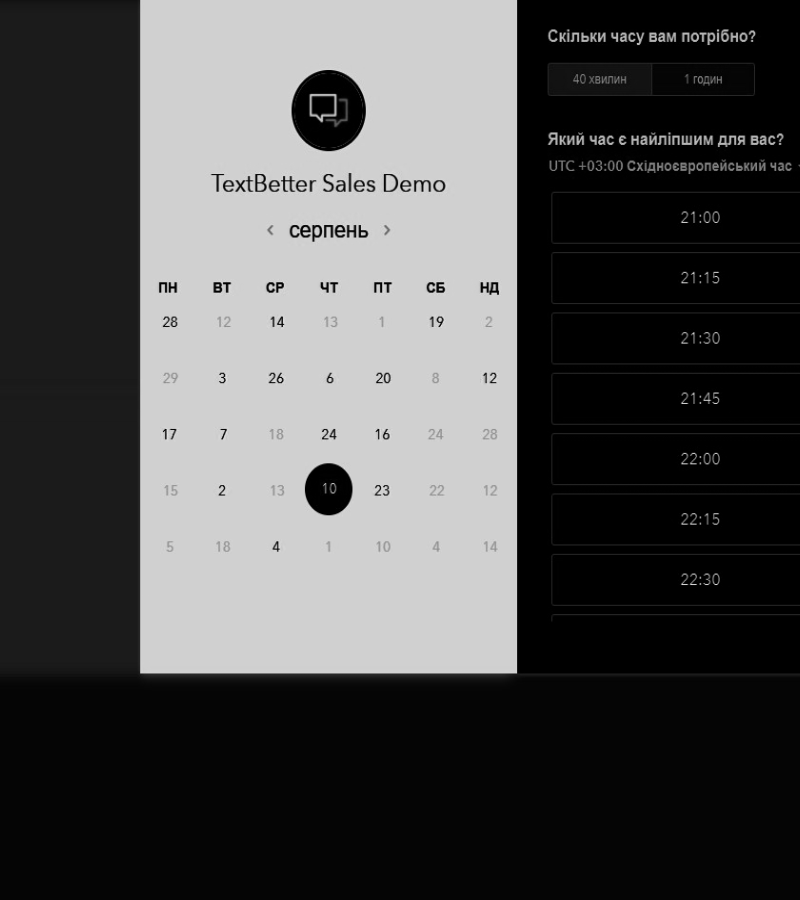 TextBetter Sales Demo
‹ серпень ›
ПН ВТ СР ЧТ ПТ СБ НД
28 12 14 13 1 19 2
29 3 26 6 20 8 12
17 7 18 24 16 24 28
15 2 13 10 23 22 12
5 18 4 1 10 4 14
Скільки часу вам потрібно?
40 хвилин 1 годин
Який час є найліпшим для вас?
UTC +03:00 Східноєвропейський час
21:00
21:15
21:30
21:45
22:00
22:15
22:30